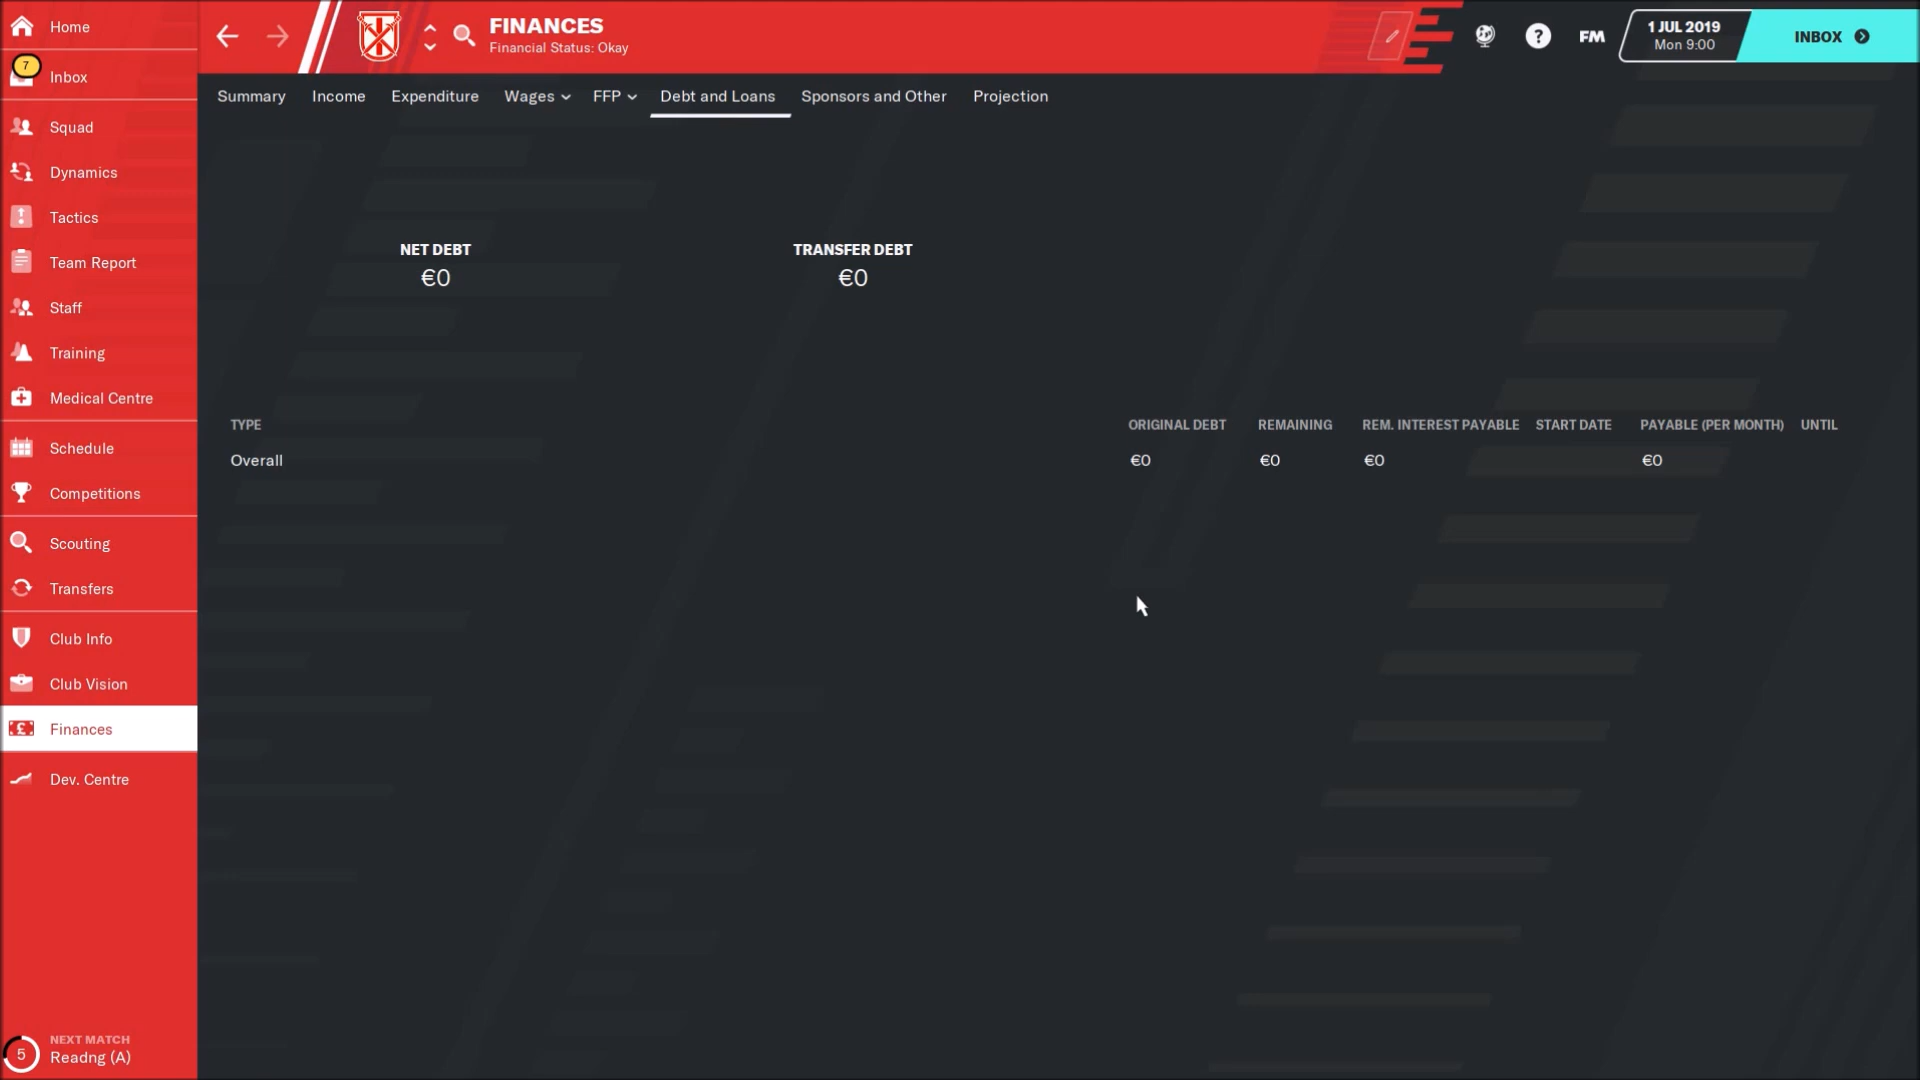 Home
7
Inbox
Squad
Dynamics
Tactics
Team Report
Staff
Training
Medical Centre
Schedule
Competitions
Scouting
Transfers
Club Info
Club Vision
£
Finances
Dev. Centre
NEXT MATCH
5
Readng (A)
FINANCES
Financial Status: Okay
?
FM
1 JUL 2019
Mon 9:00
INBOX
Summary Income Expenditure Wages FFP Debt and Loans Sponsors and Other Projection
NET DEBT TRANSFER DEBT
€0 €0
TYPE ORIGINAL DEBT REMAINING REM. INTEREST PAYABLE START DATE PAYABLE (PER MONTH) UNTIL
Overall €0 €0 €0 €0